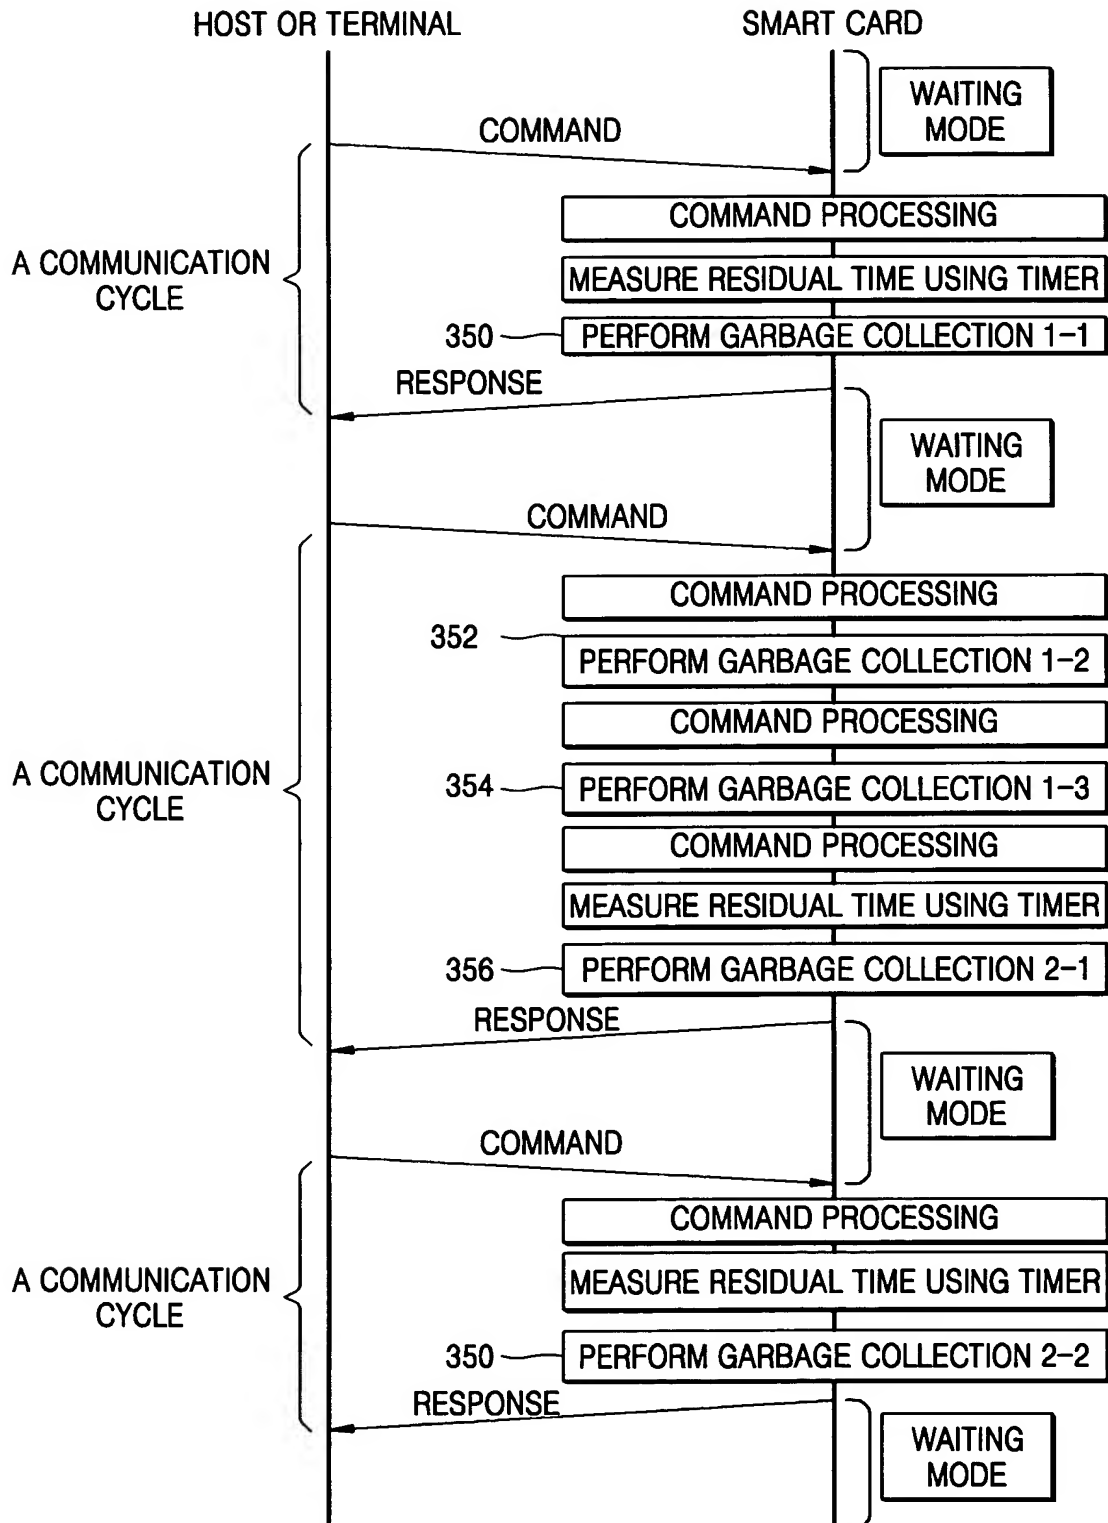 HOST OR TERMINAL
SMART CARD
WAITING
MODE
COMMAND
COMMAND PROCESSING
A COMMUNICATION
CYCLE
MEASURE RESIDUAL TIME USING TIMER
350
PERFORM GARBAGE COLLECTION 1-1
RESPONSE
WAITING
MODE
COMMAND
COMMAND PROCESSING
352
PERFORM GARBAGE COLLECTION 1-2
COMMAND PROCESSING
A COMMUNICATION
CYCLE
354
PERFORM GARBAGE COLLECTION 1-3
COMMAND PROCESSING
MEASURE RESIDUAL TIME USING TIMER
356
PERFORM GARBAGE COLLECTION 2-1
RESPONSE
WAITING
MODE
COMMAND
COMMAND PROCESSING
A COMMUNICATION
CYCLE
MEASURE RESIDUAL TIME USING TIMER
350
PERFORM GARBAGE COLLECTION 2-2
RESPONSE
WAITING
MODE